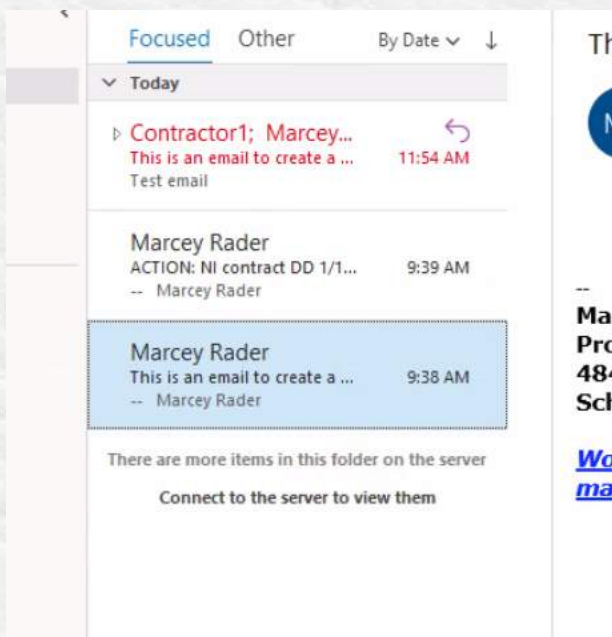 Focused Other By Date
Today
Contractor1; Marcey...
This is an email to create a ... 11:54 AM
Test email
Marcey Rader
ACTION: NI contract DD 1/1... 9:39 AM
-- Marcey Rader
Marcey Rader
This is an email to create a ... 9:38 AM
-- Marcey Rader
There are more items in this folder on the server
Connect to the server to view them
Th
M
--
Ma
Pro
484
Sch
Wo
ma